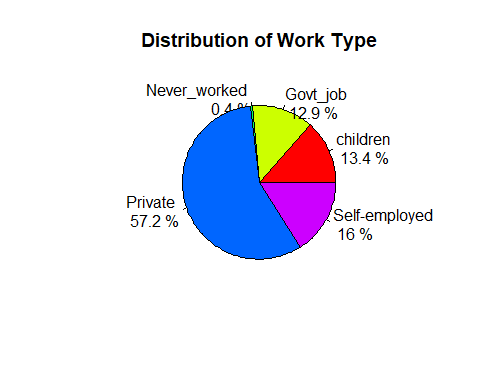 Distribution of Work Type
Never_worked
0.4 %
Govt_job
12.9 %
children
13.4 %
Private
57.2 %
Self-employed
16 %